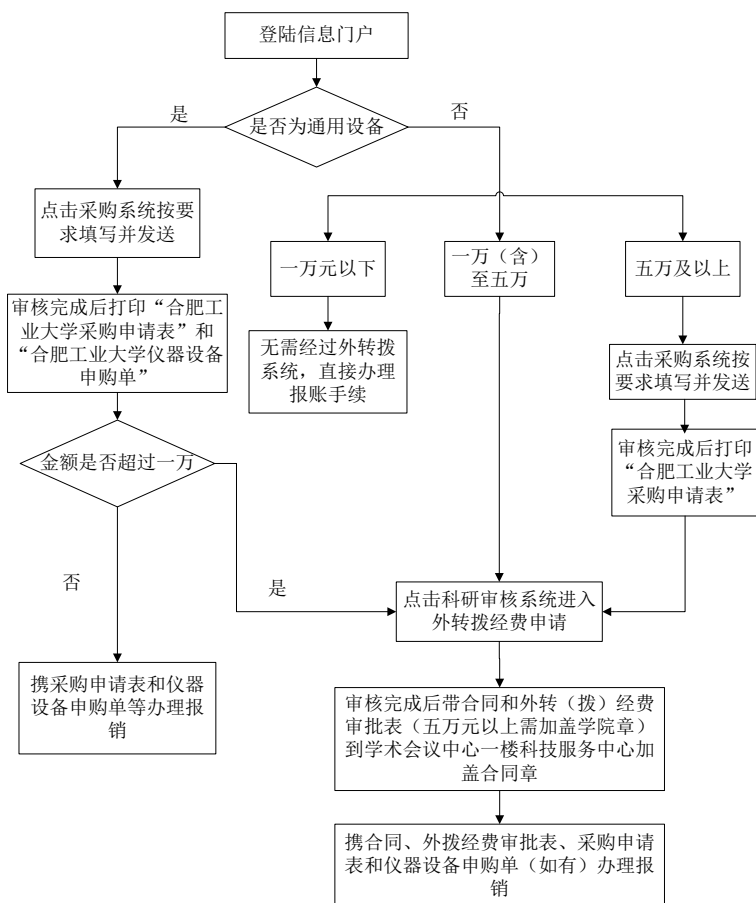 登陆信息门户
是
是否为通用设备
否
点击采购系统按要
求填写并发送
一万元以下
一万（含）
至五万
五万及以上
审核完成后打印“合肥工
业大学采购申请表”和
“合肥工业大学仪器设备
申购单”
无需经过外转拨
系统，直接办理
报账手续
点击采购系统按
要求填写并发送
金额是否超过一万
审核完成后打印
“合肥工业大学
采购申请表”
否
是
点击科研审核系统进入
外转拨经费申请
携采购申请表和仪器
设备申购单等办理报
销
审核完成后带合同和外转（拨）经费
审批表（五万元以上需加盖学院章）
到学术会议中心一楼科技服务中心加
盖合同章
携合同、外拨经费审批表、采购申请
表和仪器设备申购单（如有）办理报
销